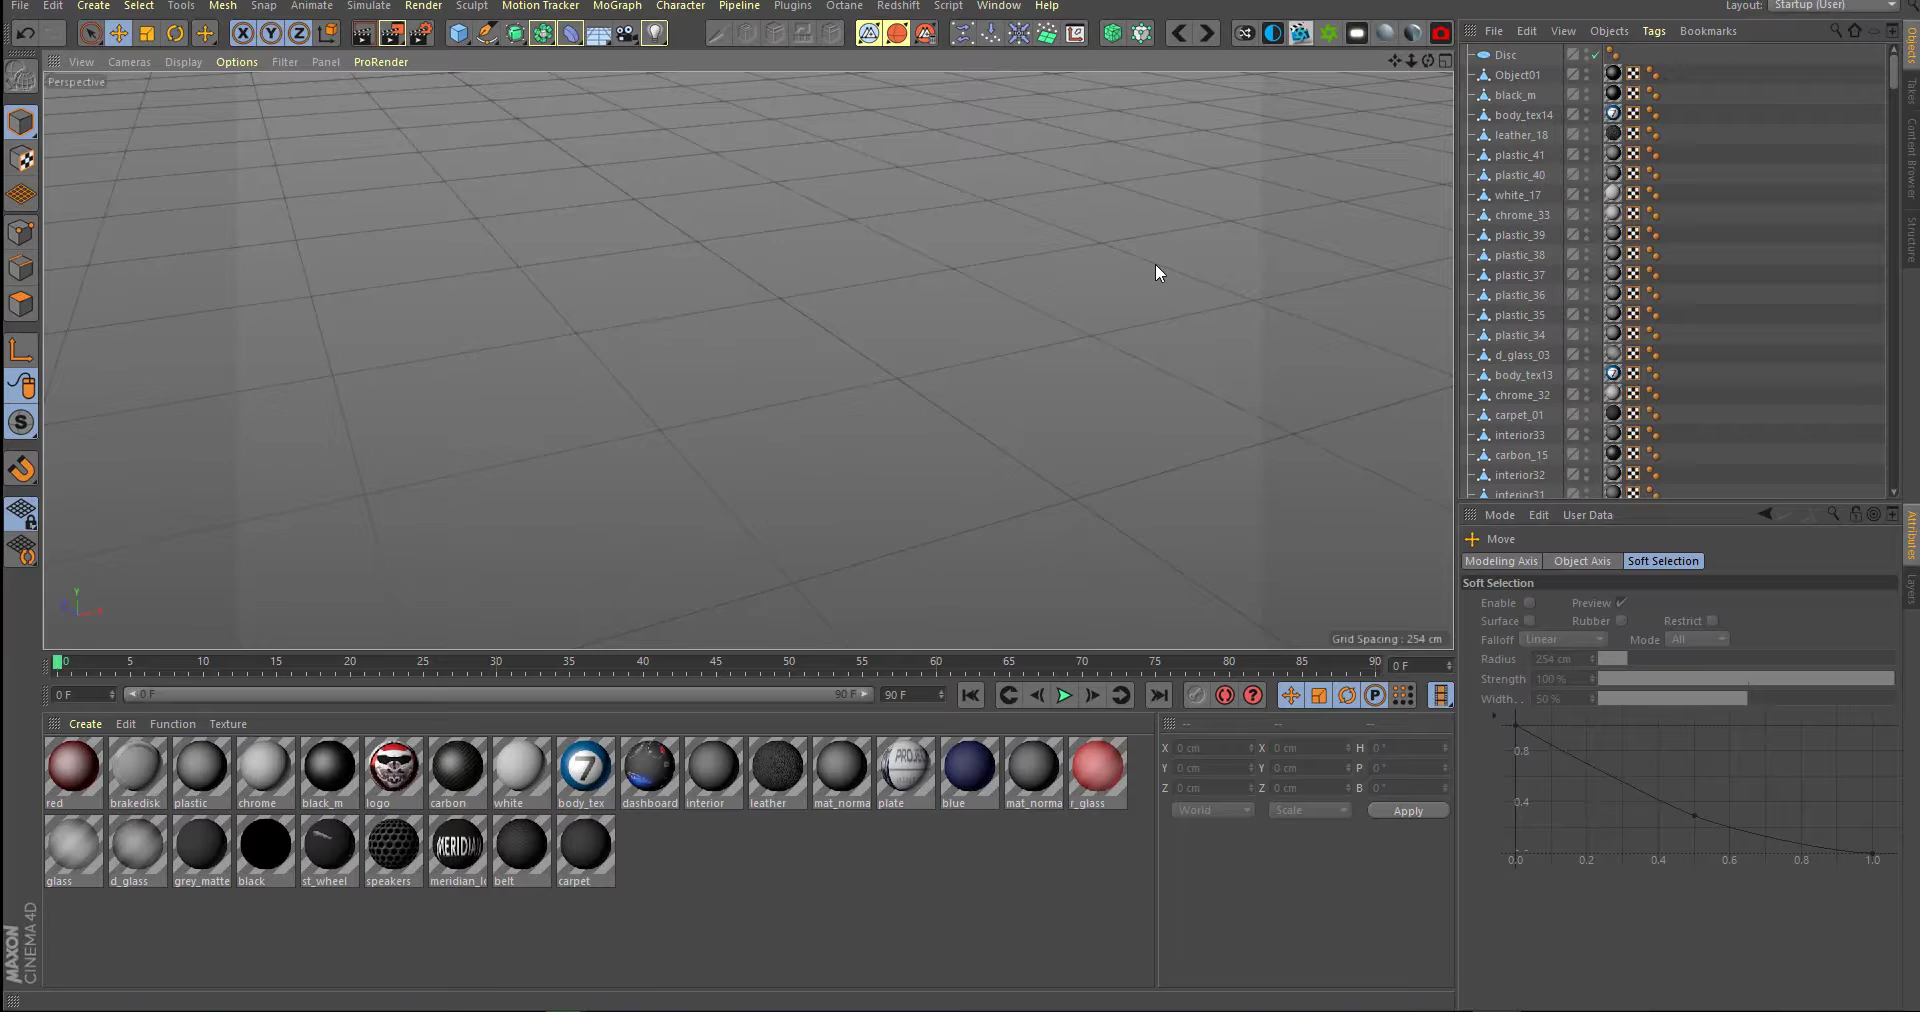 File Edit Create Select Tools Mesh Snap Animate Simulate Render Sculpt Motion Tracker MoGraph Character Pipeline Plugins Octane Redshift Script Window Help
Layout: Startup (User)
View Cameras Display Options Filter Panel ProRender
Perspective
Grid Spacing : 254 cm
0 5 10 15 20 25 30 35 40 45 50 55 60 65 70 75 80 85 90 0 F
0 F 0 F 90 F 90 F
Create Edit Function Texture
red brakedisk plastic chrome black_m logo carbon white body_tex dashboard interior leather mat_norma plate blue mat_norma r_glass
glass d_glass grey_matte black st_wheel speakers meridian_lo belt carpet
X 0 cm X 0 cm H 0 °
Y 0 cm Y 0 cm P 0 °
Z 0 cm Z 0 cm B 0 °
World Scale Apply
MAXON
CINEMA 4D
File Edit View Objects Tags Bookmarks
Disc
Object01
black_m
body_tex14
leather_18
plastic_41
plastic_40
white_17
chrome_33
plastic_39
plastic_38
plastic_37
plastic_36
plastic_35
plastic_34
d_glass_03
body_tex13
chrome_32
carpet_01
interior33
carbon_15
interior32
interior31
Objects
Takes
Content Browser
Structure
Mode Edit User Data
Move
Modeling Axis Object Axis Soft Selection
Soft Selection
Enable Preview
Surface Rubber Restrict
Falloff Linear Mode All
Radius 254 cm
Strength 100 %
Width. . 50 %
0.8
0.4
0.0 0.2 0.4 0.6 0.8 1.0
Attributes
Layers